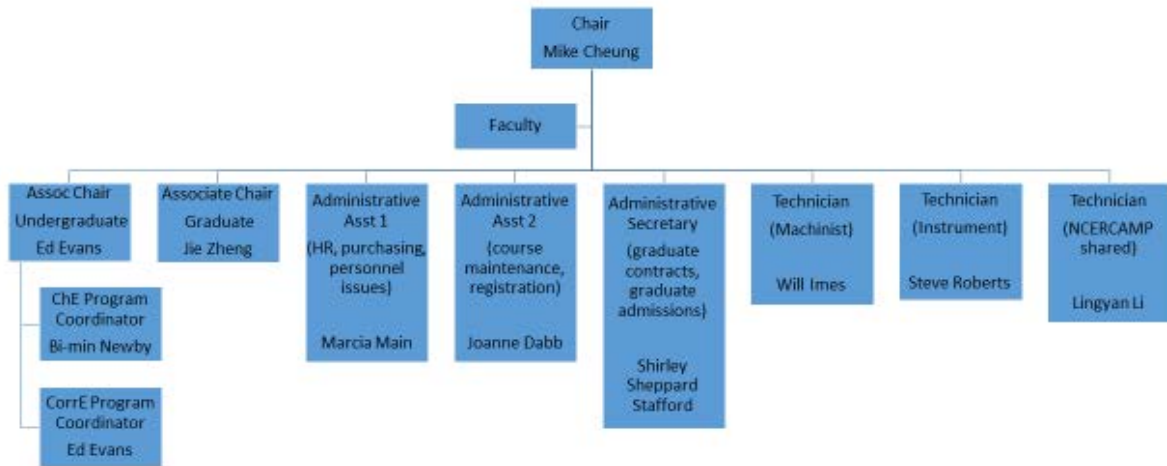 Chair
Mike Cheung
Faculty
Assoc Chair
Undergraduate
Ed Evans
Associate Chair
Graduate
Jie Zheng
Administrative
Asst 1
(HR, purchasing,
personnel
issues)
Marcia Main
Administrative
Asst 2
(course
maintenance,
registration)
Joanne Dabb
Administrative
Secretary
(graduate
contracts,
graduate
admissions)
Shirley
Sheppard
Stafford
Technician
(Machinist)
Will Imes
Technician
(Instrument)
Steve Roberts
Technician
(NCERCAMP
shared)
Lingyan Li
ChE Program
Coordinator
Bi-min Newby
CorrE Program
Coordinator
Ed Evans